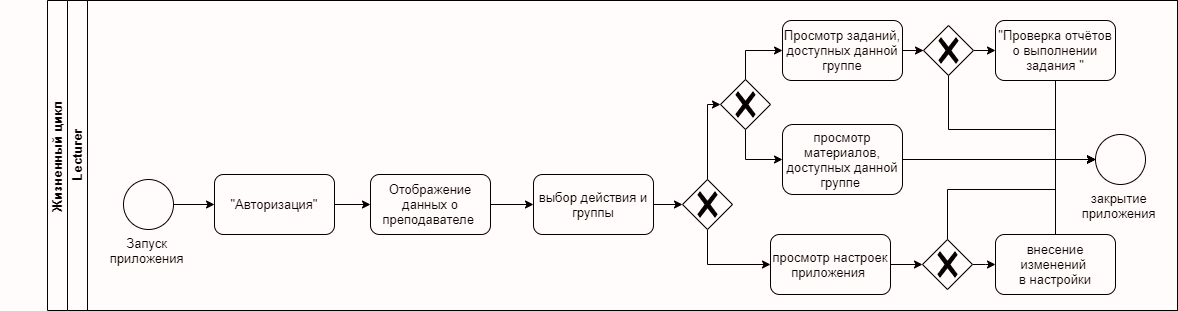 Жизненный цикл
Lecturer
Запуск
приложения
"Авторизация"
Отображение
данных о
преподавателе
выбор действия и
группы
Просмотр заданий,
доступных данной
группе
"Проверка отчётов
о выполнении
задания "
просмотр
материалов,
доступных данной
группе
закрытие
приложения
просмотр настроек
приложения
внесение
изменений
в настройки